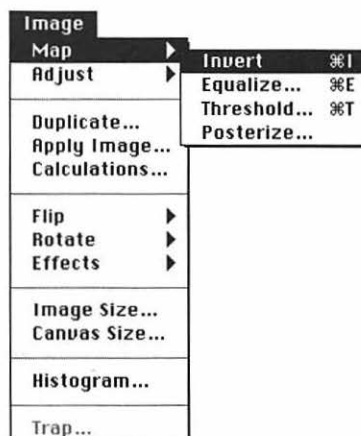 Image
Map
Adjust
Duplicate...
Apply Image...
Calculations...
Flip
Rotate
Effects
Image Size...
Canvas Size...
Histogram...
Trap...
Invert ⌘I
Equalize... ⌘E
Threshold... ⌘T
Posterize...